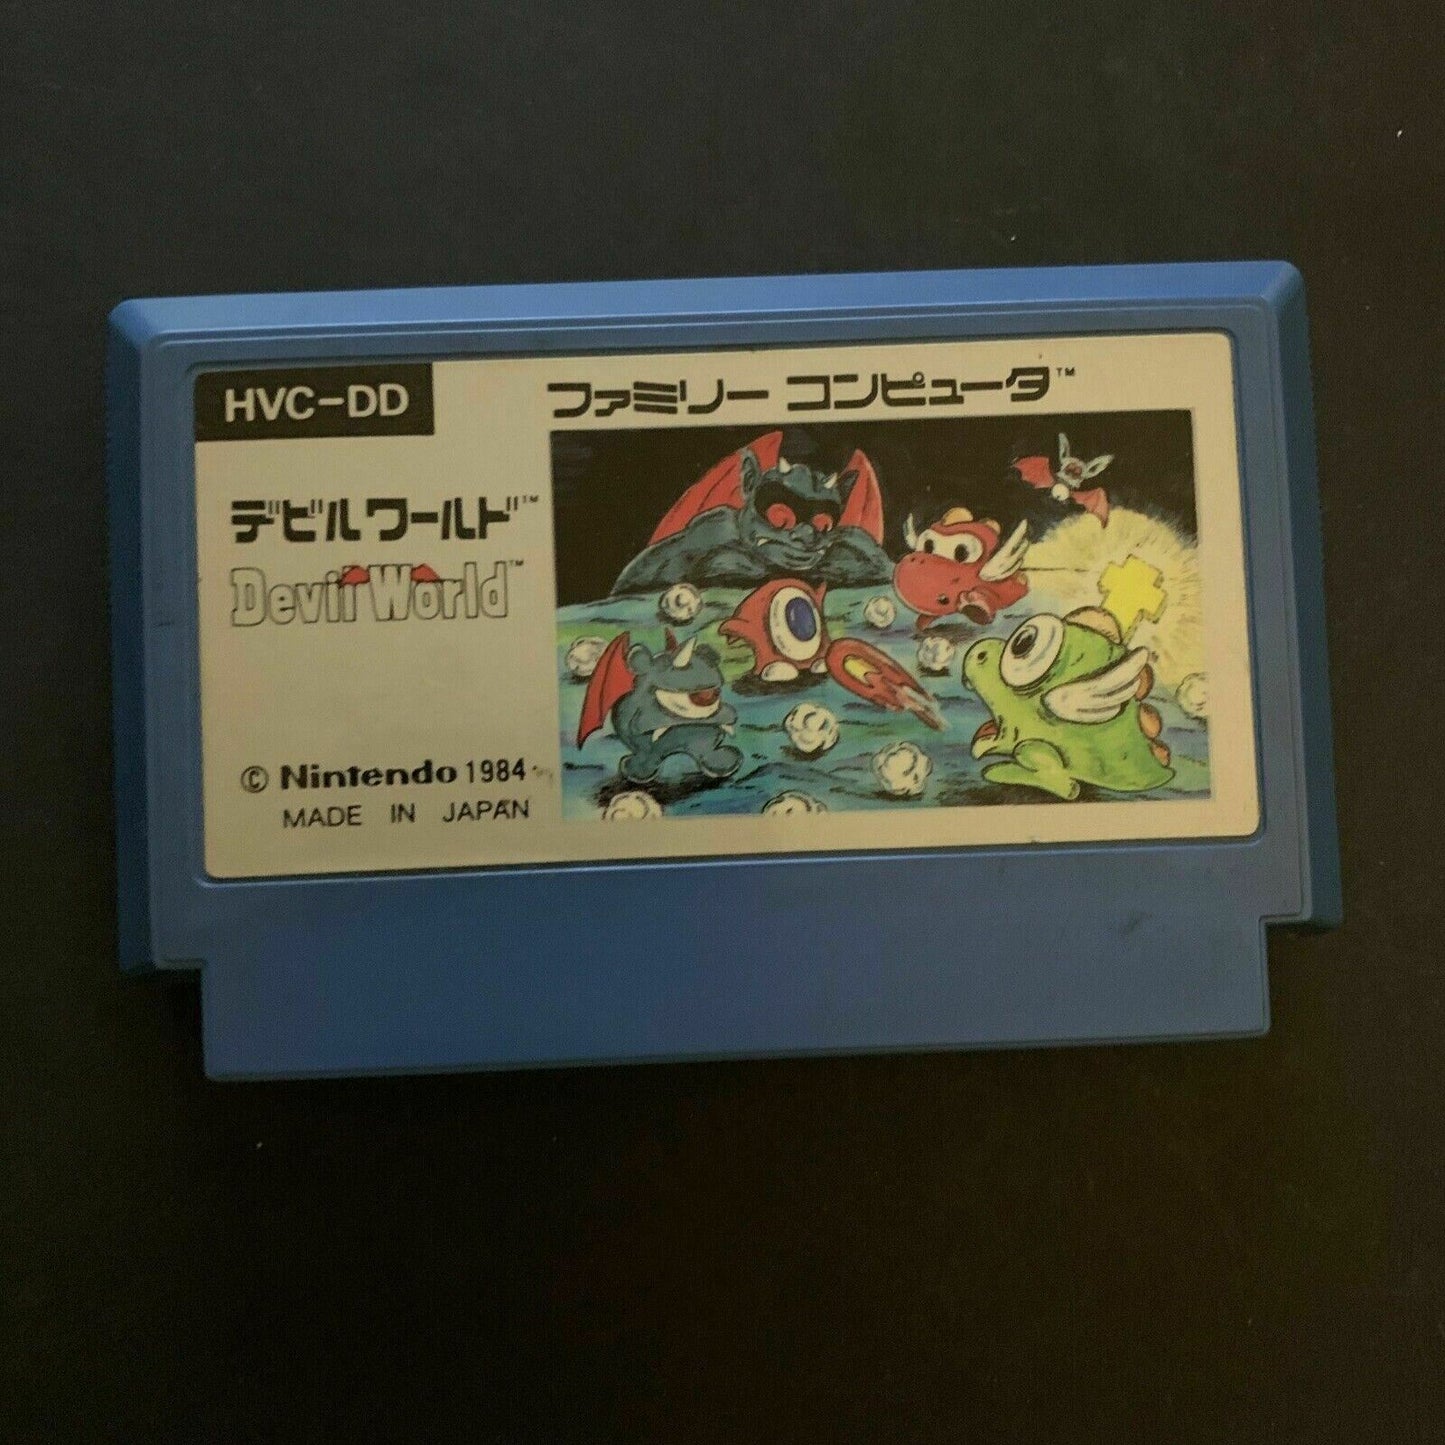 HVC-DD
ファミリー コンピュータ™
デビルワールド™
Devil World™
© Nintendo 1984
MADE IN JAPAN